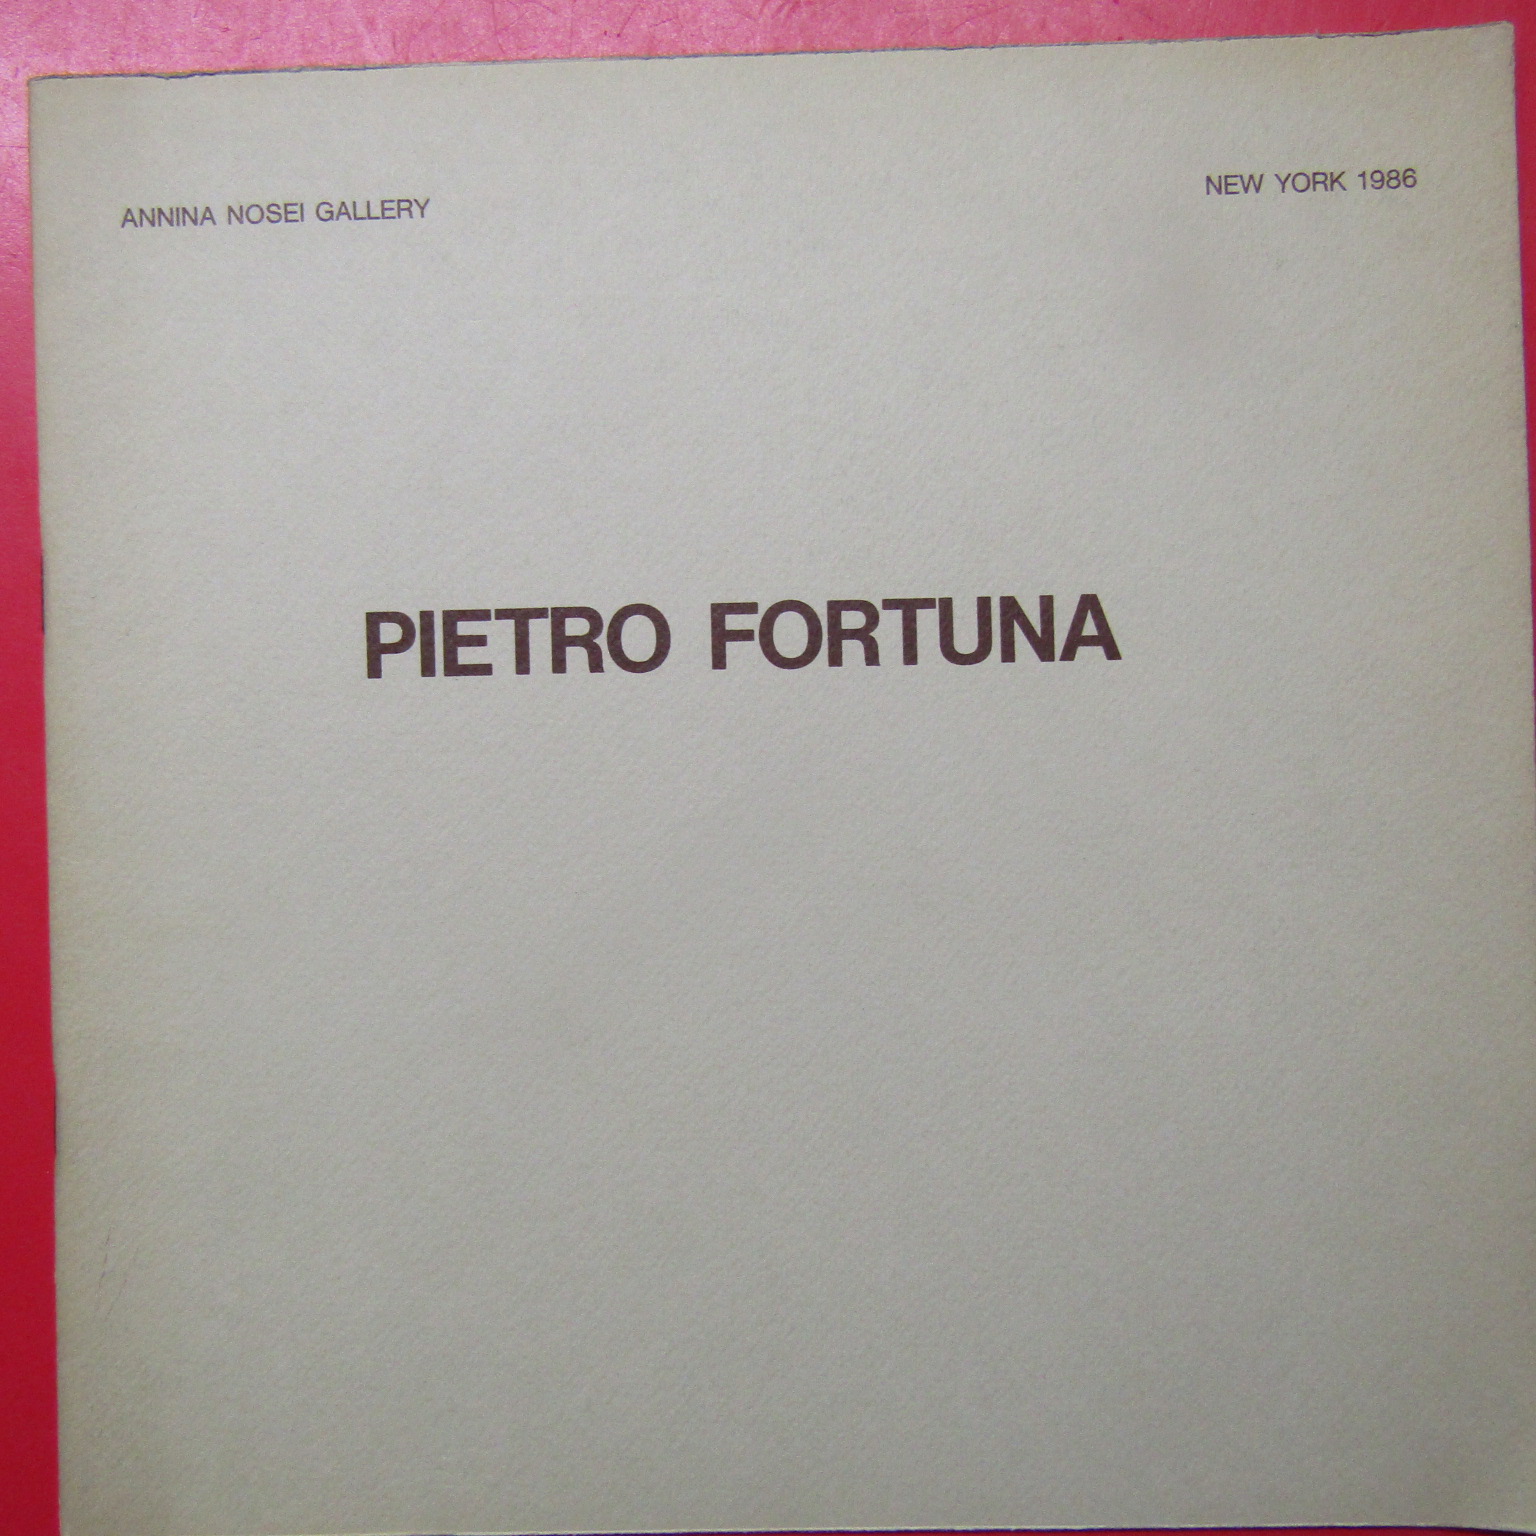 ANNINA NOSEI GALLERY
NEW YORK 1986
PIETRO FORTUNA